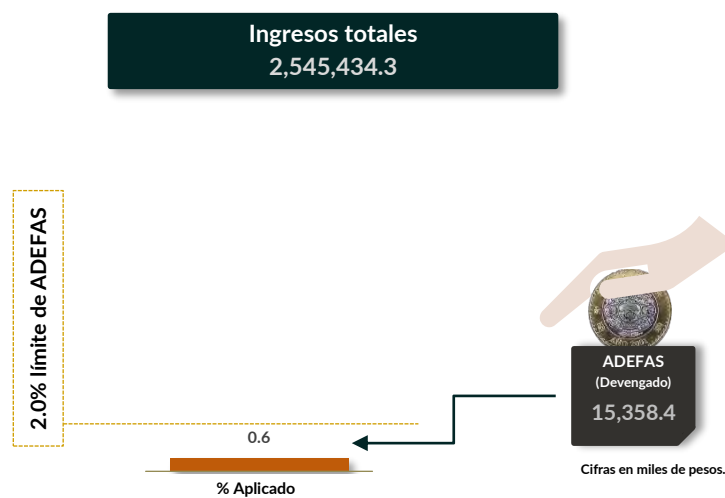 Ingresos totales
2,545,434.3
2.0% límite de ADEFAS
ADEFAS
(Devengado)
15,358.4
0.6
% Aplicado
Cifras en miles de pesos.